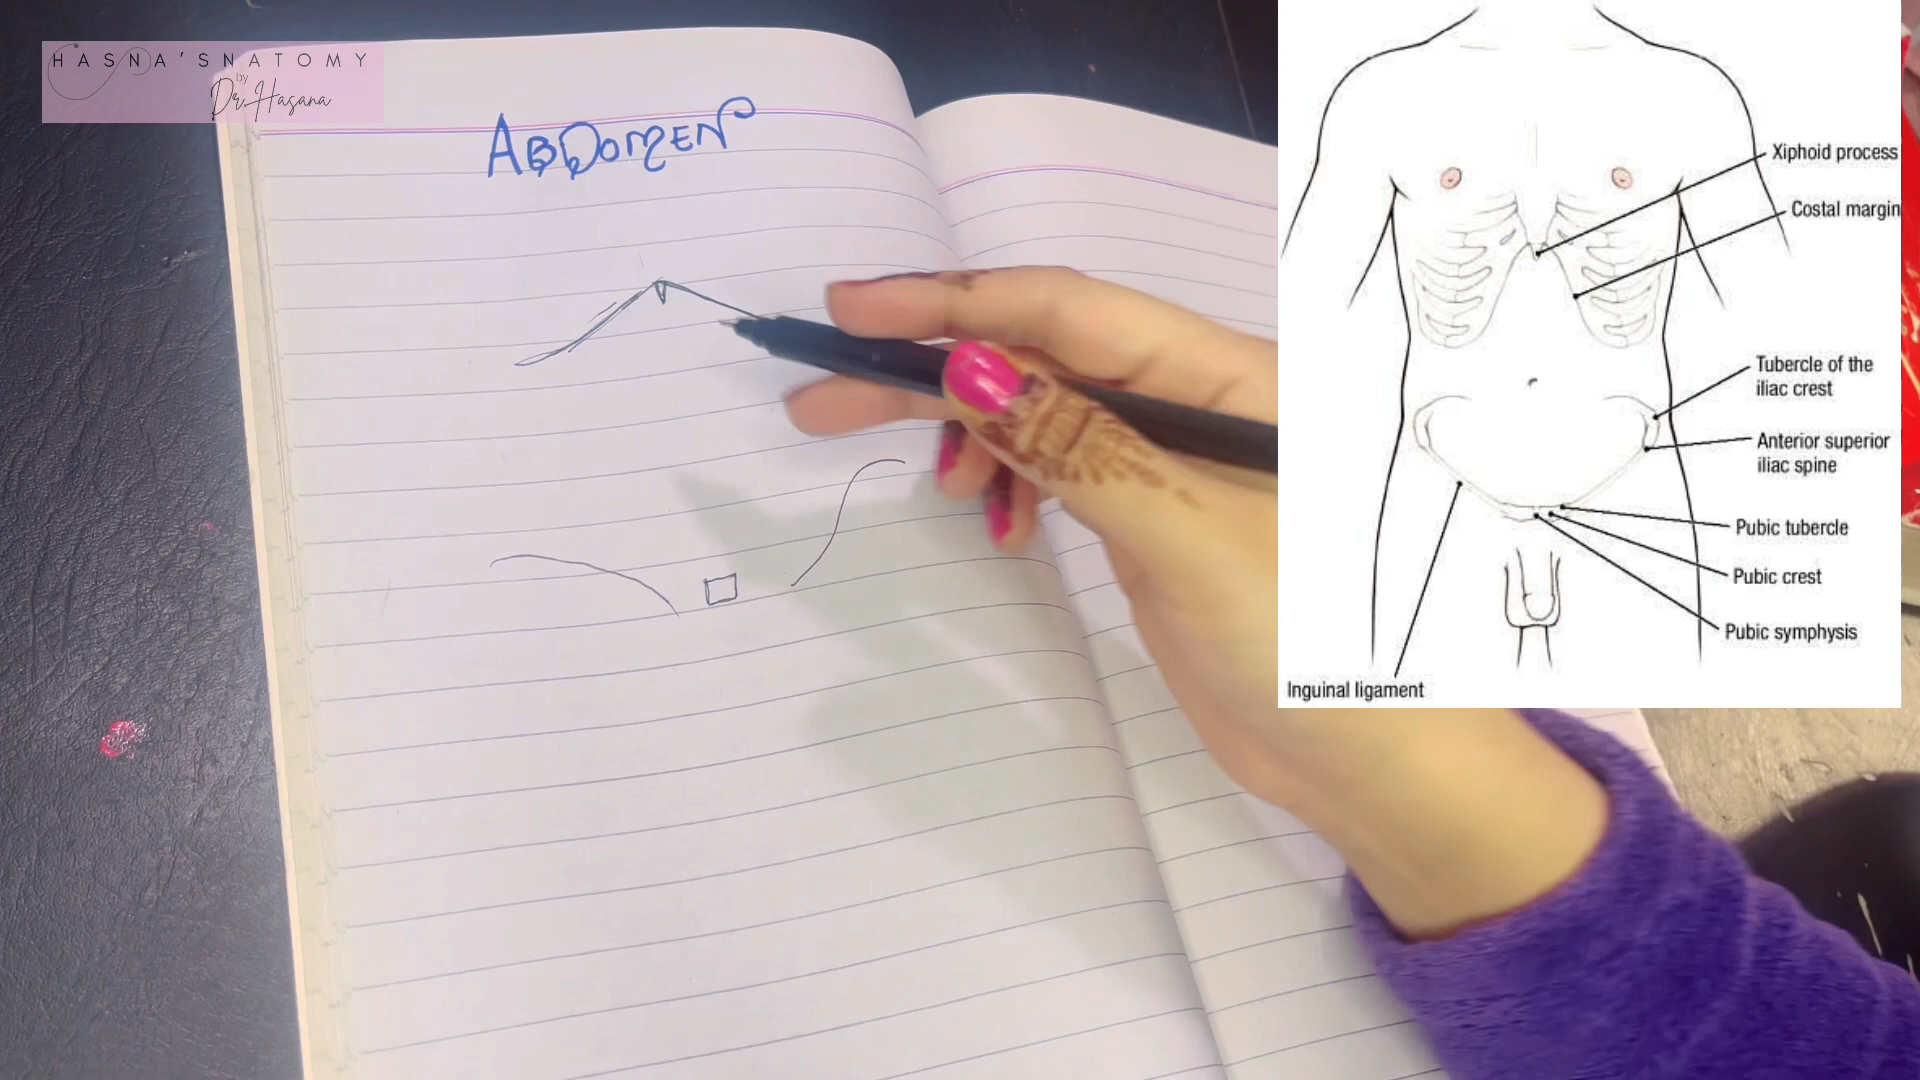 HASNA'SNATOMY
by
Dr.Hasana
ABDOMEN
Xiphoid process
Costal margin
Tubercle of the
iliac crest
Anterior superior
iliac spine
Pubic tubercle
Pubic crest
Pubic symphysis
Inguinal ligament